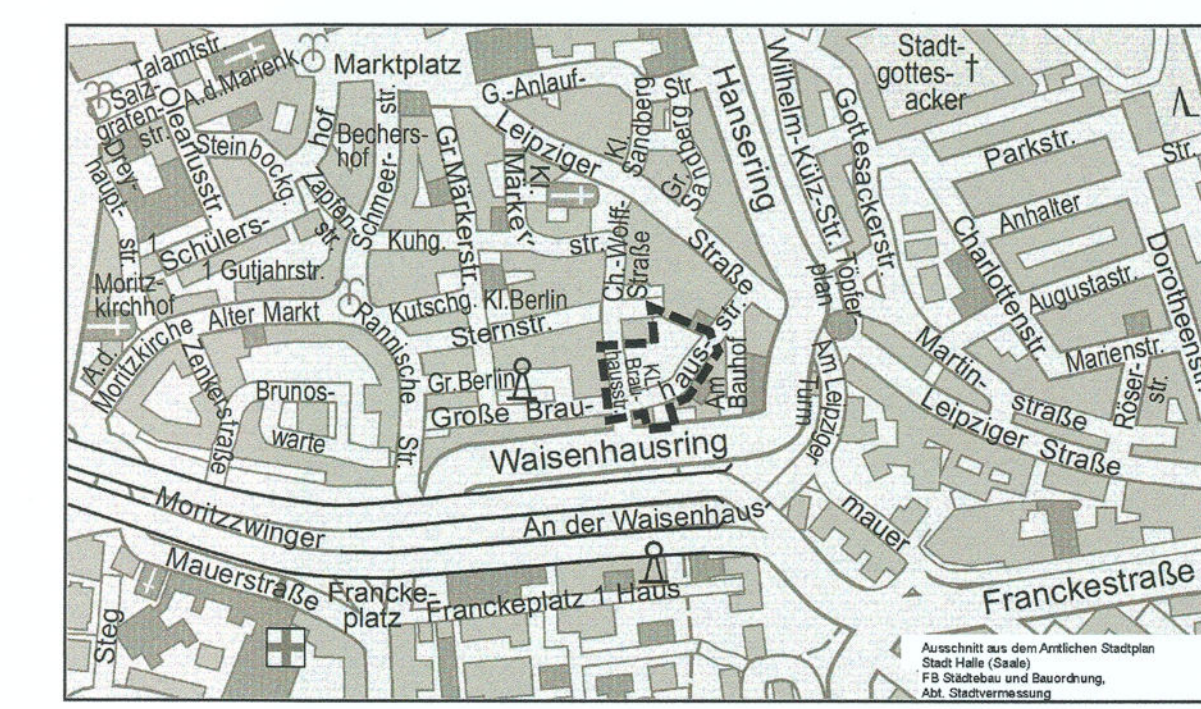 Talamtstr.
Salz-
grafen-
str.
A.d.Marienk.
Marktplatz
Oleariusstr.
Drey-
haupt-
str.
Steinbockg.
hof
Bechers-
hof
Schmeer-
str.
Zapfen-
str.
Schülers-
1
1 Gutjahrstr.
Moritz-
kirchhof
Alter Markt
A.d.
Moritzkirche
Zenkerstraße
Brunos-
warte
Rannische
Str.
Gr.Märkerstr.
Kl.
Märker-
str.
Kuhg.
Kutschg.
Kl.Berlin
Sternstr.
Gr.Berlin
Große Brau-
hausstr.
Kl.
Brau-
hausstr.
G.-Anlauf-
Str.
Leipziger
Straße
Kl.
Sandberg
Gr.
Sandberg
Ch.-Wolff-
Straße
Am
Bauhof
Hansering
Wilhelm-Külz-Str.
Töpfer-
plan
Gottesackerstr.
Stadt-
gottes-
acker
Parkstr.
Str.
Anhalter
Charlottenstr.
Augustastr.
Dorotheenstr.
Marienstr.
Röser-
str.
Martin-
straße
Leipziger Straße
Am Leipziger
Turm
Waisenhausring
An der Waisenhaus-
mauer
Moritzzwinger
Mauerstraße
Francke-
platz
Franckeplatz 1 Haus
Steg
Franckestraße
Ausschnitt aus dem Amtlichen Stadtplan
Stadt Halle (Saale)
FB Städtebau und Bauordnung,
Abt. Stadtvermessung